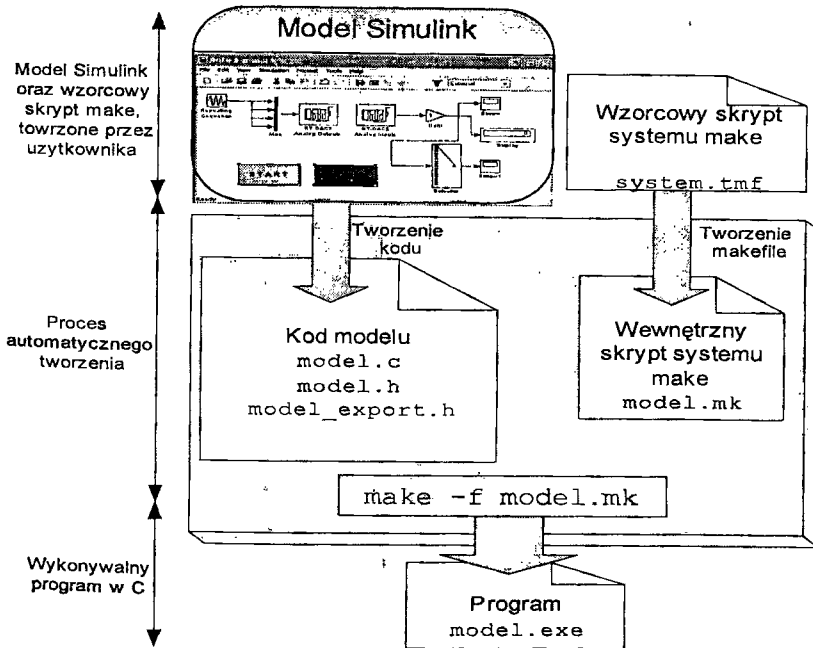 Model Simulink
Model Simulink
oraz wzorcowy
skrypt make,
towrzone przez
uzytkownika
START
Wzorcowy skrypt
systemu make
system.tmf
Tworzenie
kodu
Tworzenie
makefile
Proces
automatycznego
tworzenia
Kod modelu
model.c
model.h
model_export.h
Wewnętrzny
skrypt systemu
make
model.mk
make -f model.mk
Wykonywalny
program w C
Program
model.exe